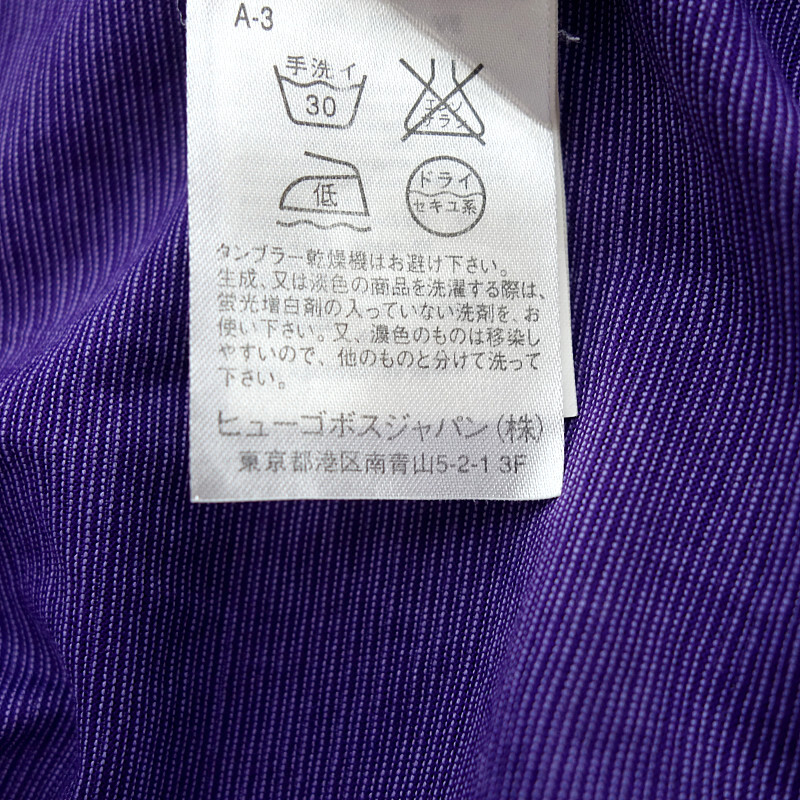 A-3
手洗イ
30
エンソ
サラシ
低
ドライ
セキユ系
タンブラー乾燥機はお避け下さい。
生成、又は淡色の商品を洗濯する際は、
蛍光増白剤の入っていない洗剤を、お
使い下さい。又、濃色のものは移染し
やすいので、他のものと分けて洗って
下さい。
ヒューゴボスジャパン(株)
東京都港区南青山5-2-1 3F